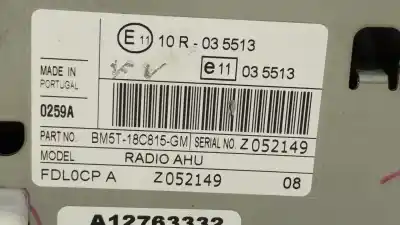 E 11 10 R - 03 5513
MADE IN
PORTUGAL
e 11 03 5513
0259A
PART NO. BM5T-18C815-GM SERIAL NO. Z 052149
MODEL RADIO AHU
FDL0CP A Z052149 08
A12763332